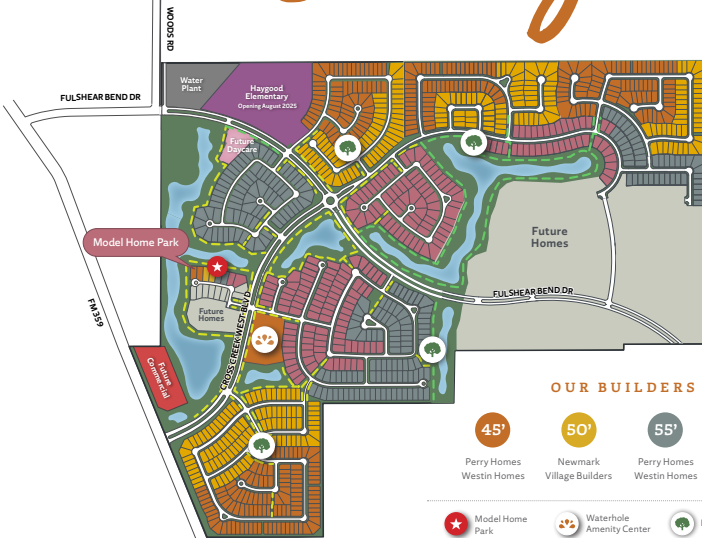 WOODS RD
Water
Plant
Haygood
Elementary
Opening August 2025
FULSHEAR BEND DR
Future
Daycare
Model Home Park
Future
Homes
FULSHEAR BEND DR
FM 359
Future
Homes
CROSS CREEK WEST BLVD
Future
Commercial
OUR BUILDERS
45'
50'
55'
Perry Homes
Westin Homes
Newmark
Village Builders
Perry Homes
Westin Homes
Model Home
Park
Waterhole
Amenity Center